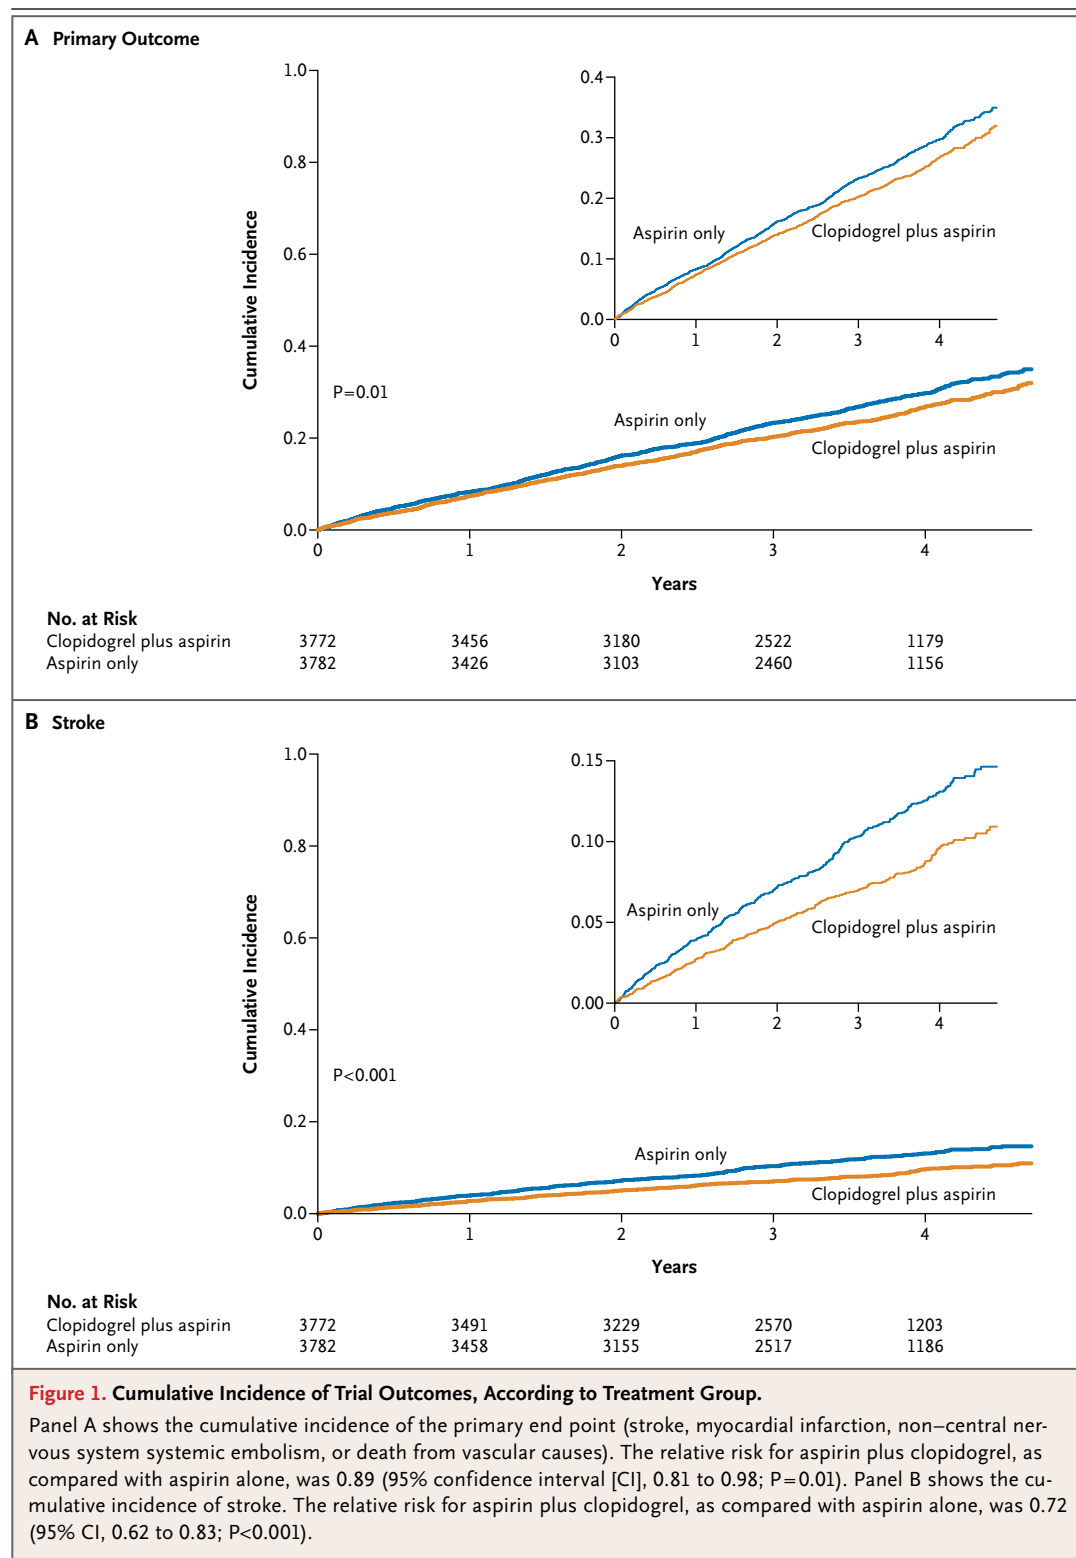 A Primary Outcome
1.0
0.8
0.6
0.4
0.2
0.0
Cumulative Incidence
P=0.01
0.4
0.3
0.2
0.1
0.0
Aspirin only
Clopidogrel plus aspirin
0 1 2 3 4
Aspirin only
Clopidogrel plus aspirin
0 1 2 3 4
Years
No. at Risk
Clopidogrel plus aspirin 3772 3456 3180 2522 1179
Aspirin only 3782 3426 3103 2460 1156
B Stroke
1.0
0.8
0.6
0.4
0.2
0.0
Cumulative Incidence
P<0.001
0.15
0.10
0.05
0.00
Aspirin only
Clopidogrel plus aspirin
0 1 2 3 4
Aspirin only
Clopidogrel plus aspirin
0 1 2 3 4
Years
No. at Risk
Clopidogrel plus aspirin 3772 3491 3229 2570 1203
Aspirin only 3782 3458 3155 2517 1186
Figure 1. Cumulative Incidence of Trial Outcomes, According to Treatment Group.
Panel A shows the cumulative incidence of the primary end point (stroke, myocardial infarction, non–central ner-
vous system systemic embolism, or death from vascular causes). The relative risk for aspirin plus clopidogrel, as
compared with aspirin alone, was 0.89 (95% confidence interval [CI], 0.81 to 0.98; P=0.01). Panel B shows the cu-
mulative incidence of stroke. The relative risk for aspirin plus clopidogrel, as compared with aspirin alone, was 0.72
(95% CI, 0.62 to 0.83; P<0.001).